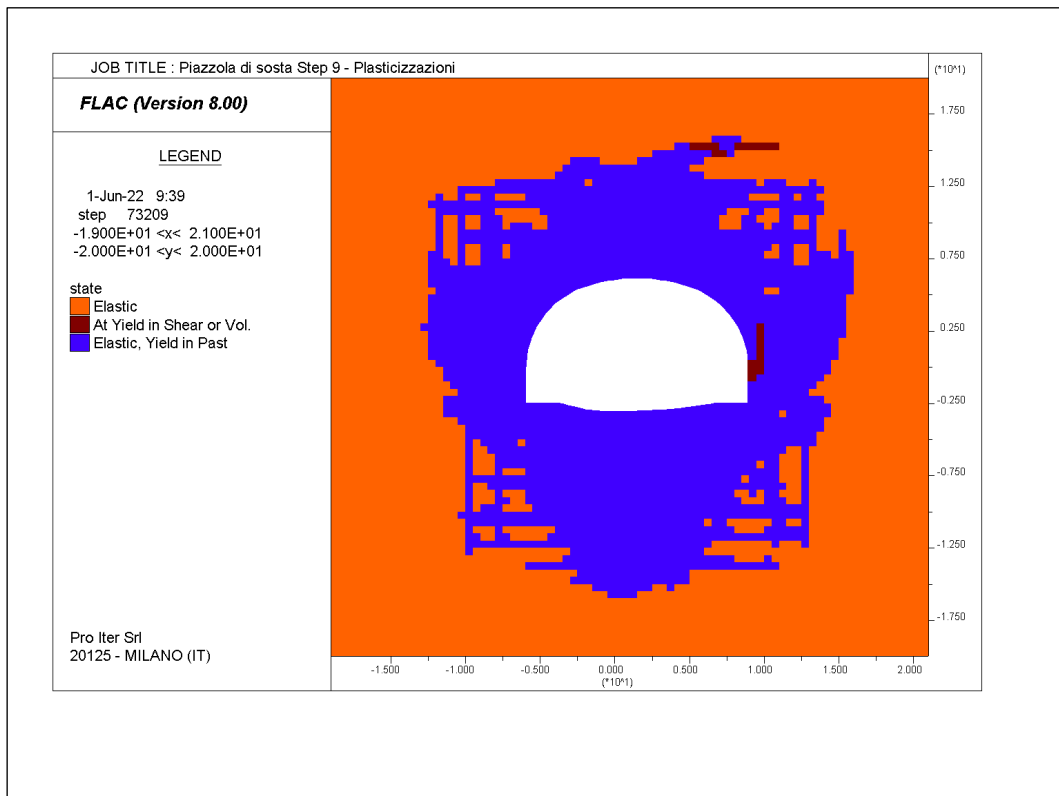 JOB TITLE : Piazzola di sosta Step 9 - Plasticizzazioni
(*10^1)
FLAC (Version 8.00)
LEGEND
1-Jun-22 9:39
step 73209
-1.900E+01 <x< 2.100E+01
-2.000E+01 <y< 2.000E+01
state
Elastic
At Yield in Shear or Vol.
Elastic, Yield in Past
Pro Iter Srl
20125 - MILANO (IT)
1.750
1.250
0.750
0.250
-0.250
-0.750
-1.250
-1.750
-1.500 -1.000 -0.500 0.000 0.500 1.000 1.500 2.000
(*10^1)